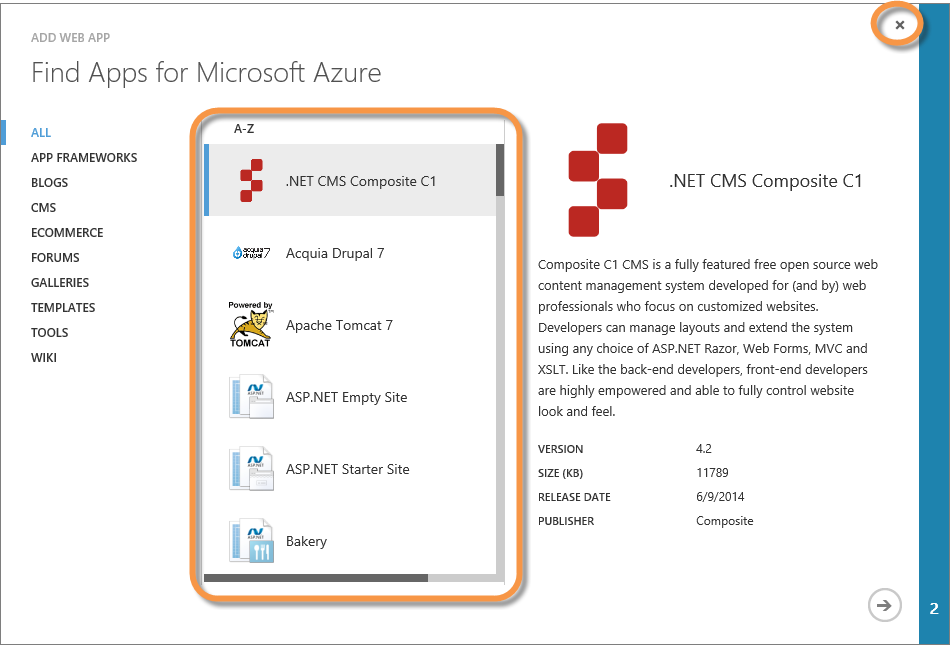 ADD WEB APP
Find Apps for Microsoft Azure
ALL
APP FRAMEWORKS
BLOGS
CMS
ECOMMERCE
FORUMS
GALLERIES
TEMPLATES
TOOLS
WIKI
A-Z
.NET CMS Composite C1
acquia drupal 7
Acquia Drupal 7
Powered by
TOMCAT
Apache Tomcat 7
ASP.NET
ASP.NET Empty Site
ASP.NET
ASP.NET Starter Site
ASP.NET
Bakery
.NET CMS Composite C1
Composite C1 CMS is a fully featured free open source web
content management system developed for (and by) web
professionals who focus on customized websites.
Developers can manage layouts and extend the system
using any choice of ASP.NET Razor, Web Forms, MVC and
XSLT. Like the back-end developers, front-end developers
are highly empowered and able to fully control website
look and feel.
VERSION 4.2
SIZE (KB) 11789
RELEASE DATE 6/9/2014
PUBLISHER Composite
2